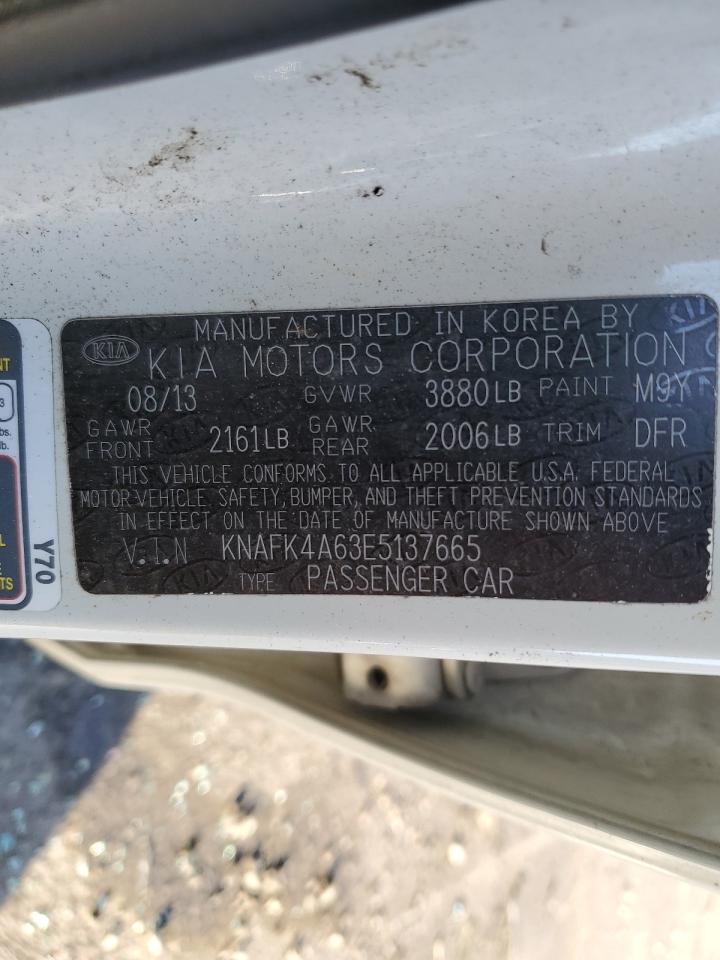 MANUFACTURED IN KOREA BY
KIA KIA MOTORS CORPORATION
08/13 GVWR 3880LB PAINT M9Y
GAWR FRONT 2161LB GAWR REAR 2006LB TRIM DFR
THIS VEHICLE CONFORMS TO ALL APPLICABLE U.S.A. FEDERAL
MOTOR VEHICLE SAFETY, BUMPER, AND THEFT PREVENTION STANDARDS
IN EFFECT ON THE DATE OF MANUFACTURE SHOWN ABOVE
V.I.N KNAFK4A63E5137665
TYPE PASSENGER CAR
Y70